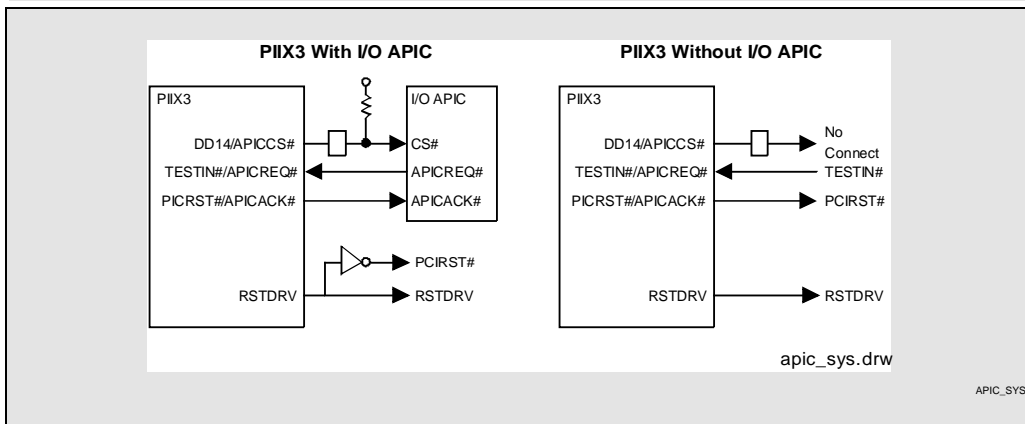 PIIX3 With I/O APIC
PIIX3
I/O APIC
DD14/APICCS#
CS#
TESTIN#/APICREQ#
APICREQ#
PICRST#/APICACK#
APICACK#
PCIRST#
RSTDRV
RSTDRV
PIIX3 Without I/O APIC
PIIX3
DD14/APICCS#
No
Connect
TESTIN#/APICREQ#
TESTIN#
PICRST#/APICACK#
PCIRST#
RSTDRV
RSTDRV
apic_sys.drw
APIC_SYS